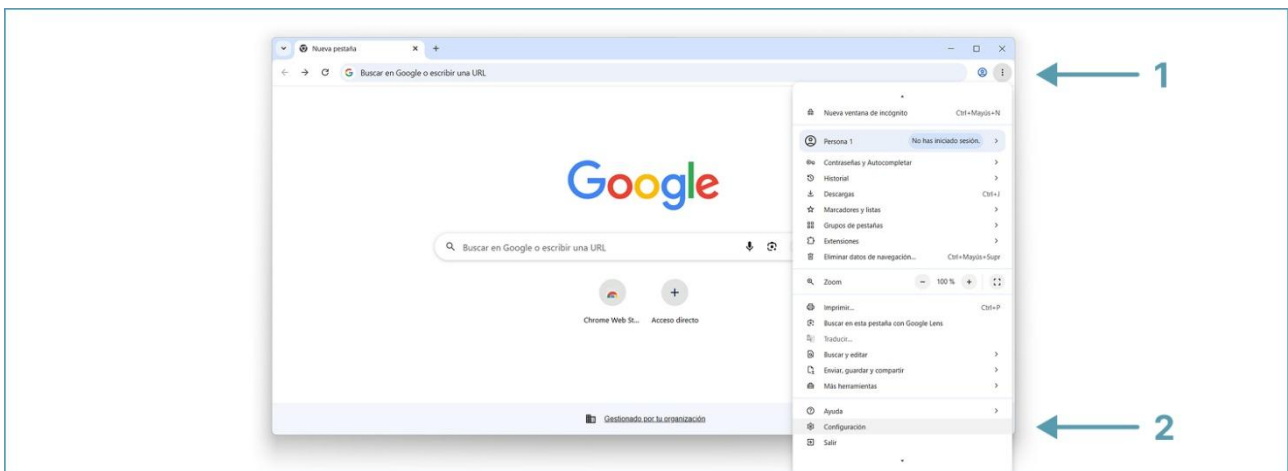 Nueva pestaña
Buscar en Google o escribir una URL
1
Nueva ventana de incógnito Ctrl+Mayús+N
Persona 1 No has iniciado sesión.
Contraseñas y Autocompletar
Historial
Descargas Ctrl+J
Marcadores y listas
Grupos de pestañas
Extensiones
Eliminar datos de navegación... Ctrl+Mayús+Supr
Zoom - 100 % +
Imprimir... Ctrl+P
Buscar en esta pestaña con Google Lens
Traducir...
Buscar y editar
Enviar, guardar y compartir
Más herramientas
Ayuda
Configuración
Salir
2
Google
Buscar en Google o escribir una URL
Chrome Web St... Acceso directo
Gestionado por tu organización